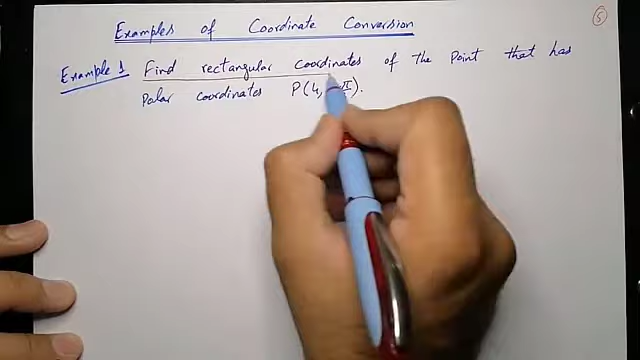 Examples of Coordinate Conversion
5
Example 1 Find rectangular coordinates of the Point that has
Polar coordinates P(4,